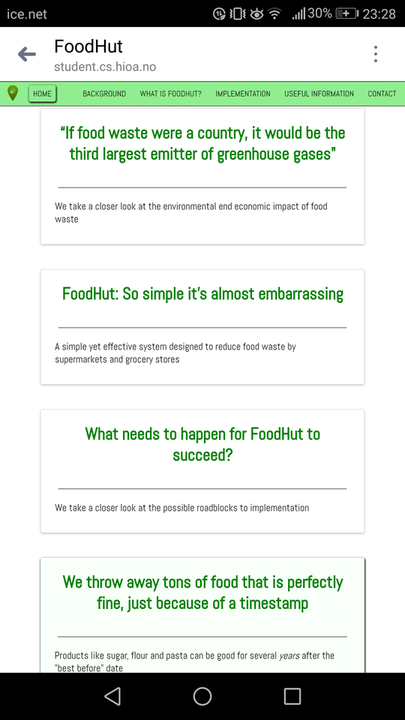 ice.net
30%
23:28
FoodHut
student.cs.hioa.no
HOME BACKGROUND WHAT IS FOODHUT? IMPLEMENTATION USEFUL INFORMATION CONTACT
“If food waste were a country, it would be the
third largest emitter of greenhouse gases”
We take a closer look at the environmental end economic impact of food
waste
FoodHut: So simple it's almost embarrassing
A simple yet effective system designed to reduce food waste by
supermarkets and grocery stores
What needs to happen for FoodHut to
succeed?
We take a closer look at the possible roadblocks to implementation
We throw away tons of food that is perfectly
fine, just because of a timestamp
Products like sugar, flour and pasta can be good for several years after the
"best before" date